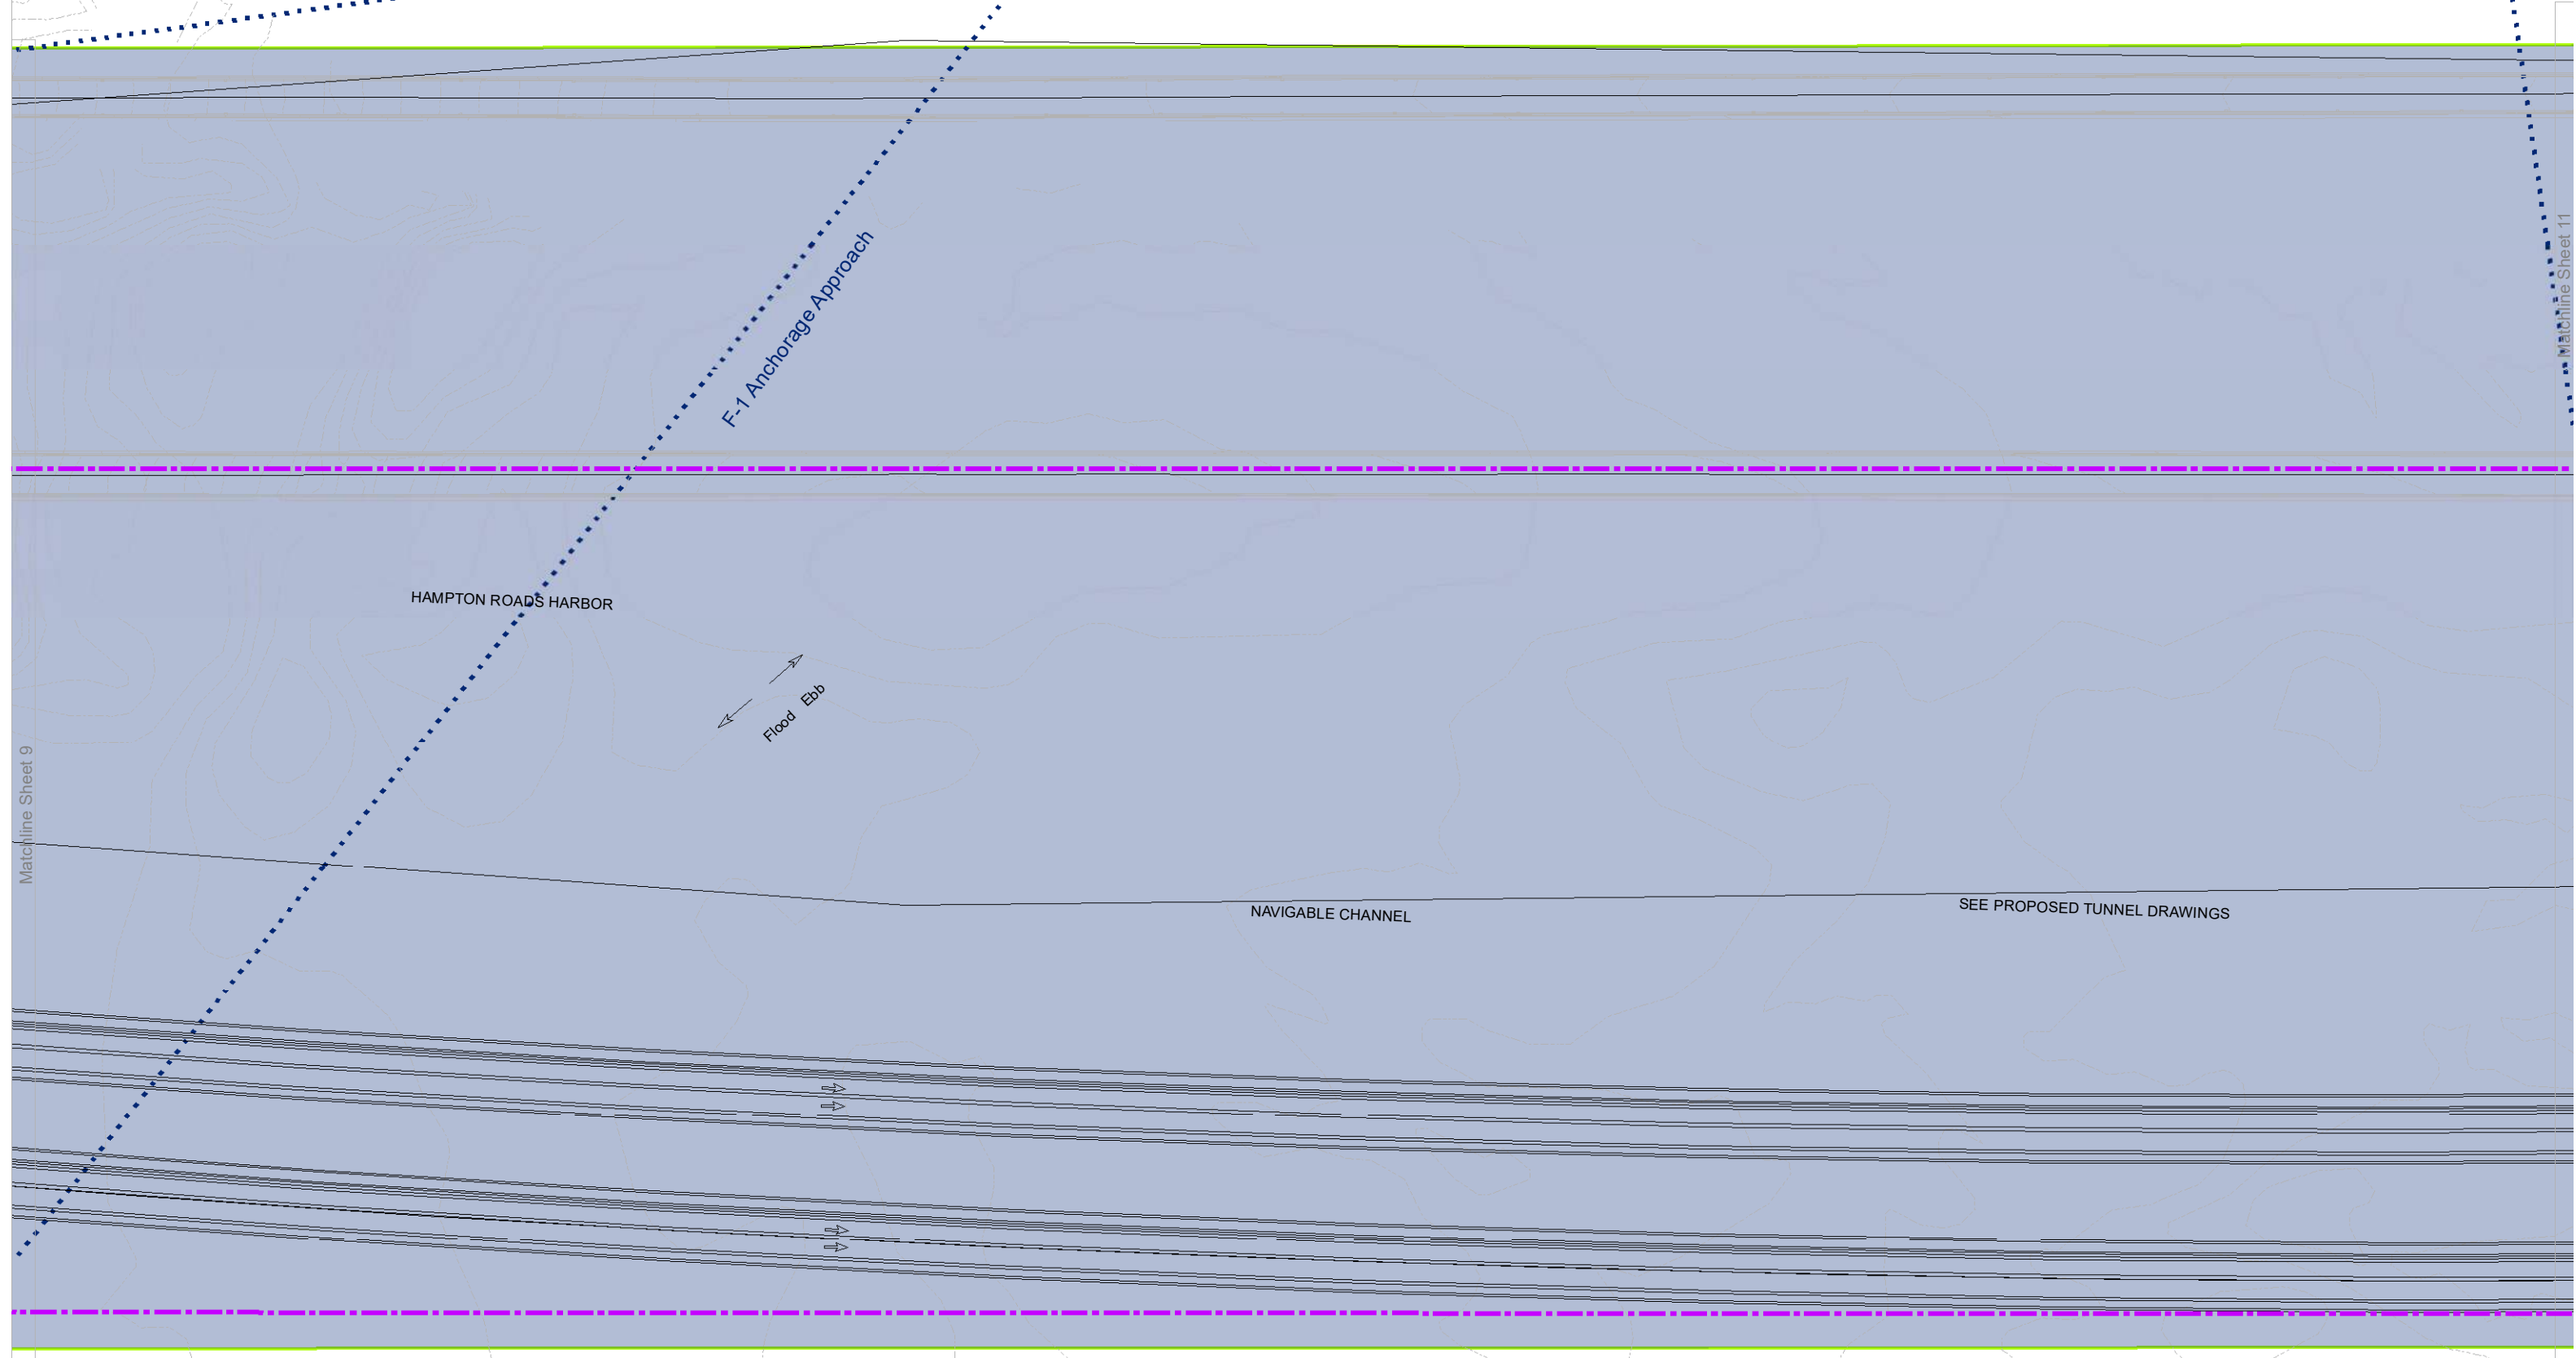 Matchline Sheet 11
F-1 Anchorage Approach
HAMPTON ROADS HARBOR
Flood Ebb
Matchline Sheet 9
NAVIGABLE CHANNEL
SEE PROPOSED TUNNEL DRAWINGS